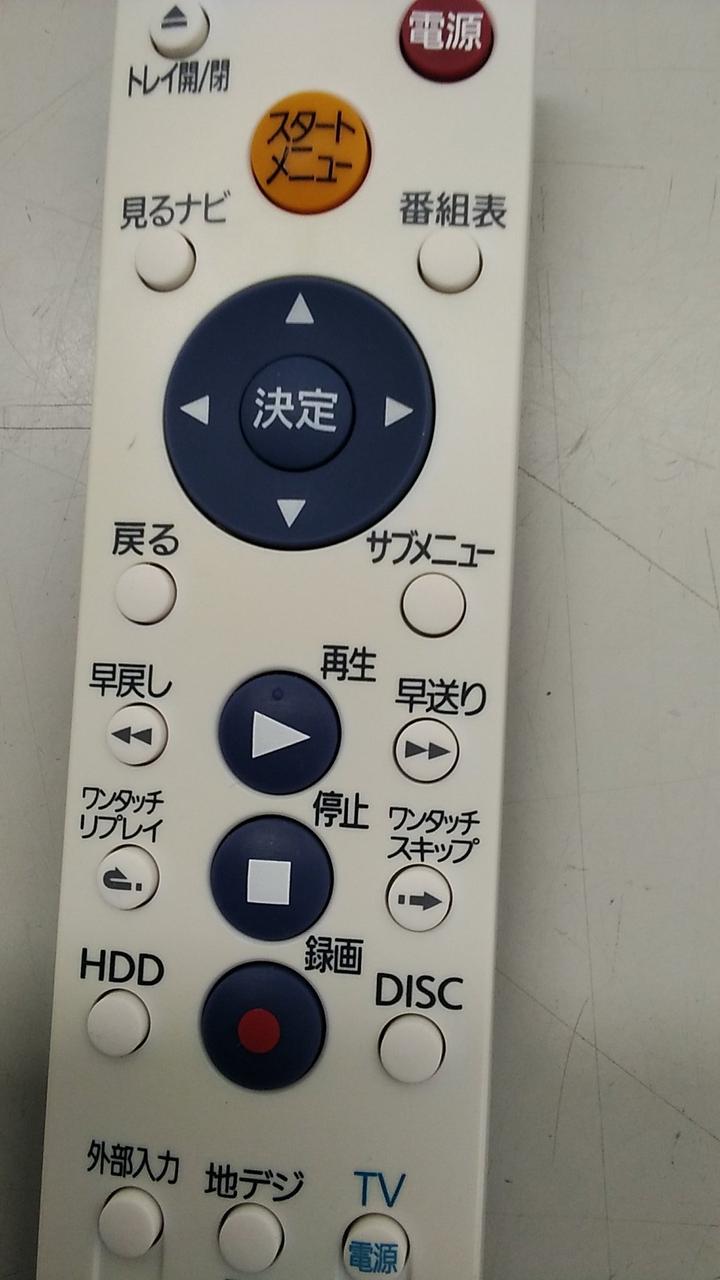 電源
トレイ開/閉
スタート
メニュー
見るナビ
番組表
決定
戻る
サブメニュー
再生
早戻し
早送り
ワンタッチ
リプレイ
停止
ワンタッチ
スキップ
録画
HDD
DISC
外部入力
地デジ
TV
電源